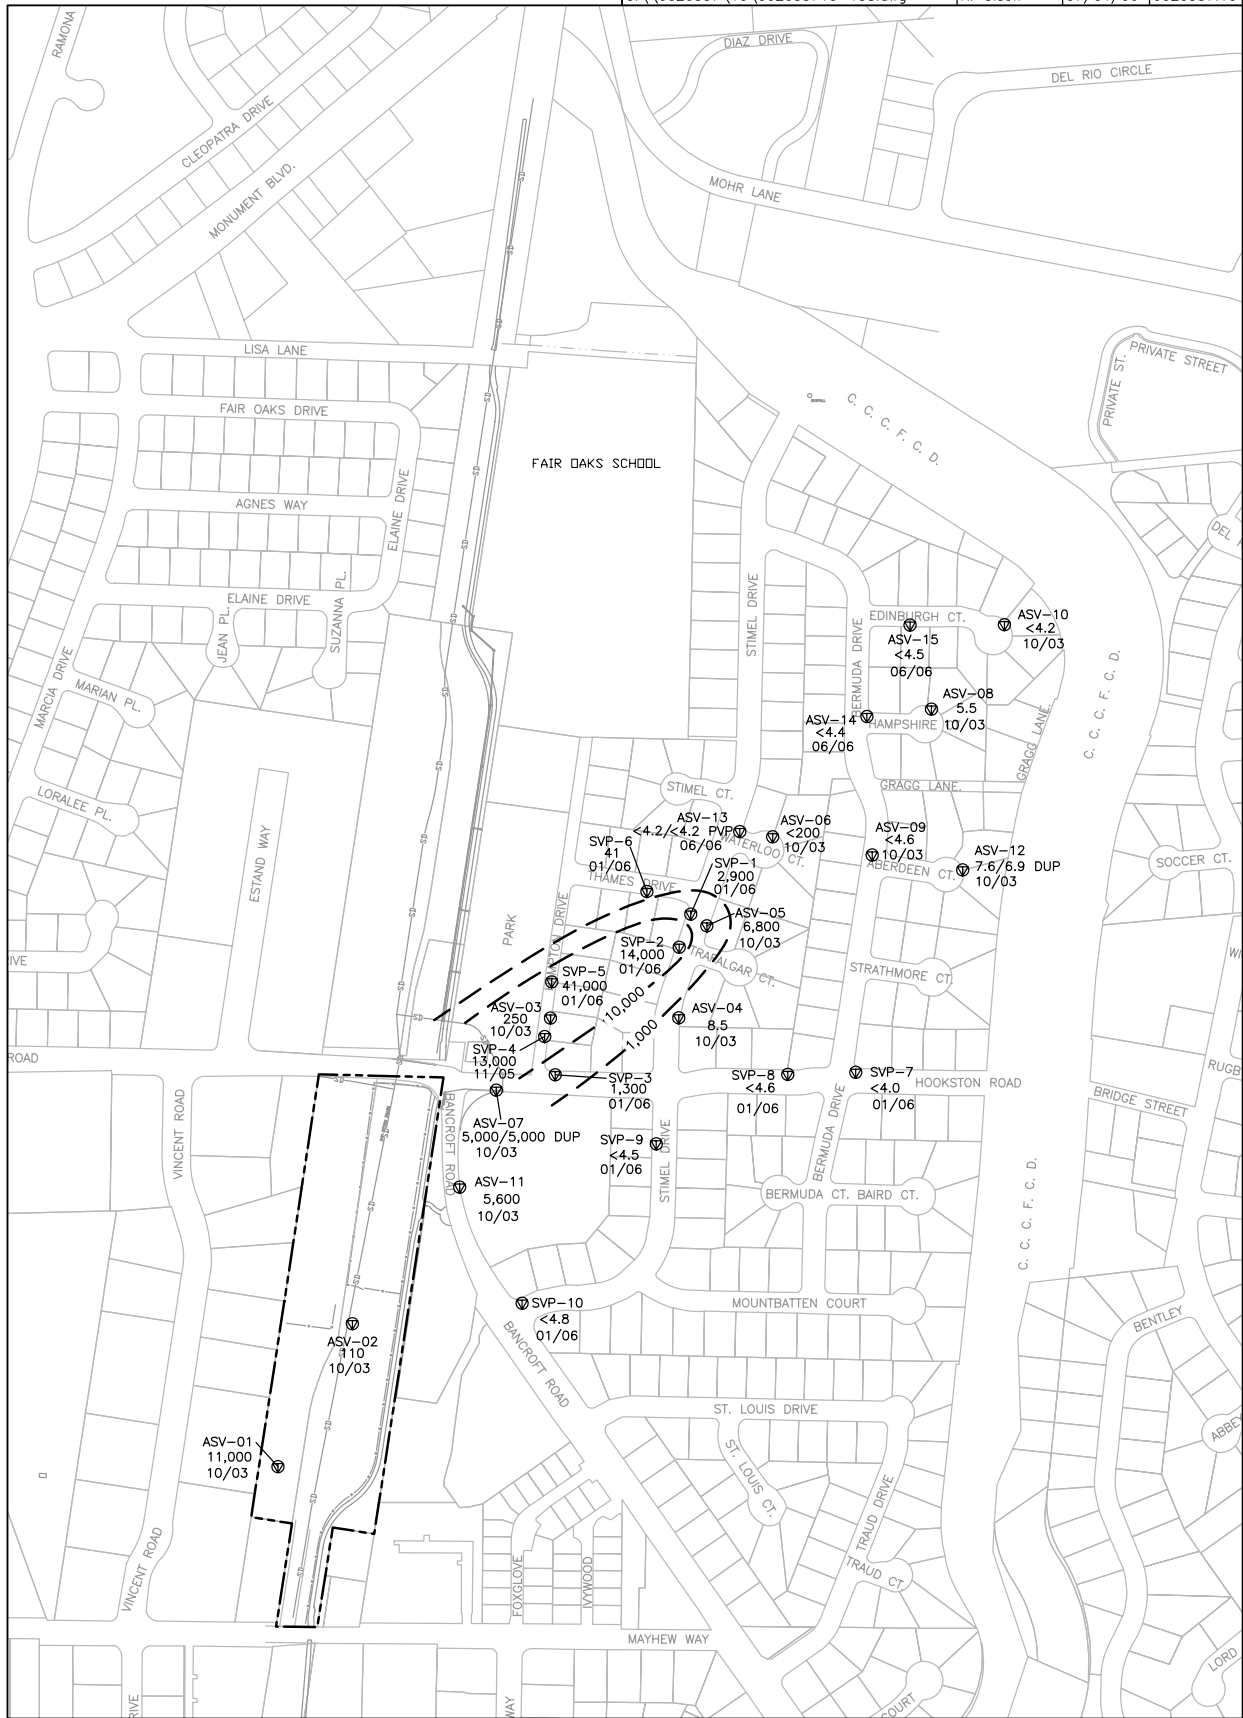 RAMONA
DIAZ DRIVE
DEL RIO CIRCLE
CLEOPATRA DRIVE
MONUMENT BLVD.
MOHR LANE
SD
SD
SD
LISA LANE
PRIVATE STREET
PRIVATE ST.
FAIR OAKS DRIVE
C. C. C. F. C. D.
FAIR OAKS SCHOOL
AGNES WAY
ELAINE DRIVE
DEL
ELAINE DRIVE
JEAN PL.
SUZANNA PL.
STIMEL DRIVE
BERMUDA DRIVE
EDINBURGH CT.
ASV-10
<4.2
10/03
ASV-15
<4.5
06/06
MARCIA DRIVE
MARIAN PL.
ASV-08
5.5
10/03
ASV-14
<4.4
06/06
HAMPSHIRE
GRAGG LANE.
C. C. C. F. C. D.
GRAGG LANE.
LORALEE PL.
STIMEL CT.
ESTAND WAY
ASV-13
<4.2/<4.2 PVP
06/06
ASV-06
<200
10/03
WATERLOO CT.
ASV-09
<4.6
10/03
ABERDEEN CT.
ASV-12
7.6/6.9 DUP
10/03
SOCCER CT.
SVP-6
41
01/06
THAMES DRIVE
SVP-1
2,900
01/06
PARK
ASV-05
6,800
10/03
SVP-2
14,000
01/06
TRAFALGAR CT.
STRATHMORE CT.
IVE
WI
SVP-5
41,000
01/06
10,000
1,000
ASV-03
250
10/03
ASV-04
8.5
10/03
SVP-4
13,000
11/05
ROAD
SVP-3
1,300
01/06
SVP-8
<4.6
01/06
SVP-7
<4.0
01/06
HOOKSTON ROAD
RUGB
BRIDGE STREET
VINCENT ROAD
BANCROFT ROAD
ASV-07
5,000/5,000 DUP
10/03
SVP-9
<4.5
01/06
STIMEL DRIVE
BERMUDA DRIVE
ASV-11
5,600
10/03
BERMUDA CT.
BAIRD CT.
C. C. C. F. C. D.
SVP-10
<4.8
01/06
MOUNTBATTEN COURT
BENTLEY
ASV-02
110
10/03
BANCROFT ROAD
ST. LOUIS DRIVE
ABBEY
ASV-01
11,000
10/03
ST. LOUIS CT.
TRAUD DRIVE
VINCENT ROAD
FOXGLOVE
IVYWOOD
TRAUD CT
MAYHEW WAY
LORD
RIVE
WAY
COURT